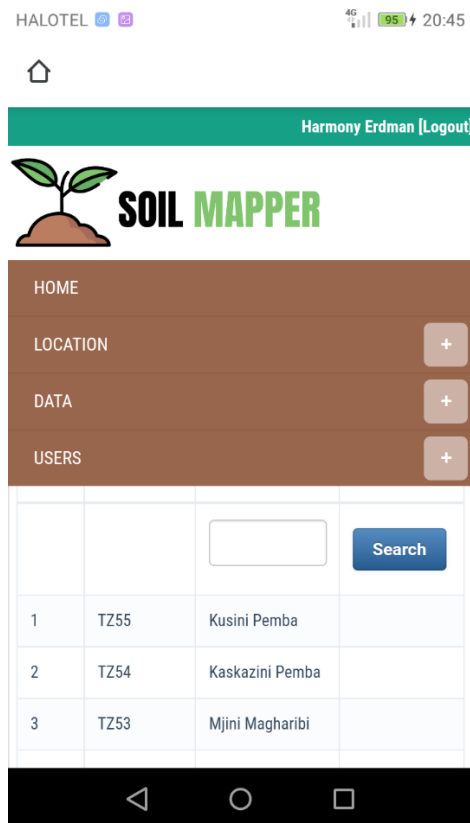 HALOTEL 4G 95 20:45
Harmony Erdman [Logout]
SOIL MAPPER
HOME
LOCATION +
DATA +
USERS +
Search
1 TZ55 Kusini Pemba
2 TZ54 Kaskazini Pemba
3 TZ53 Mjini Magharibi